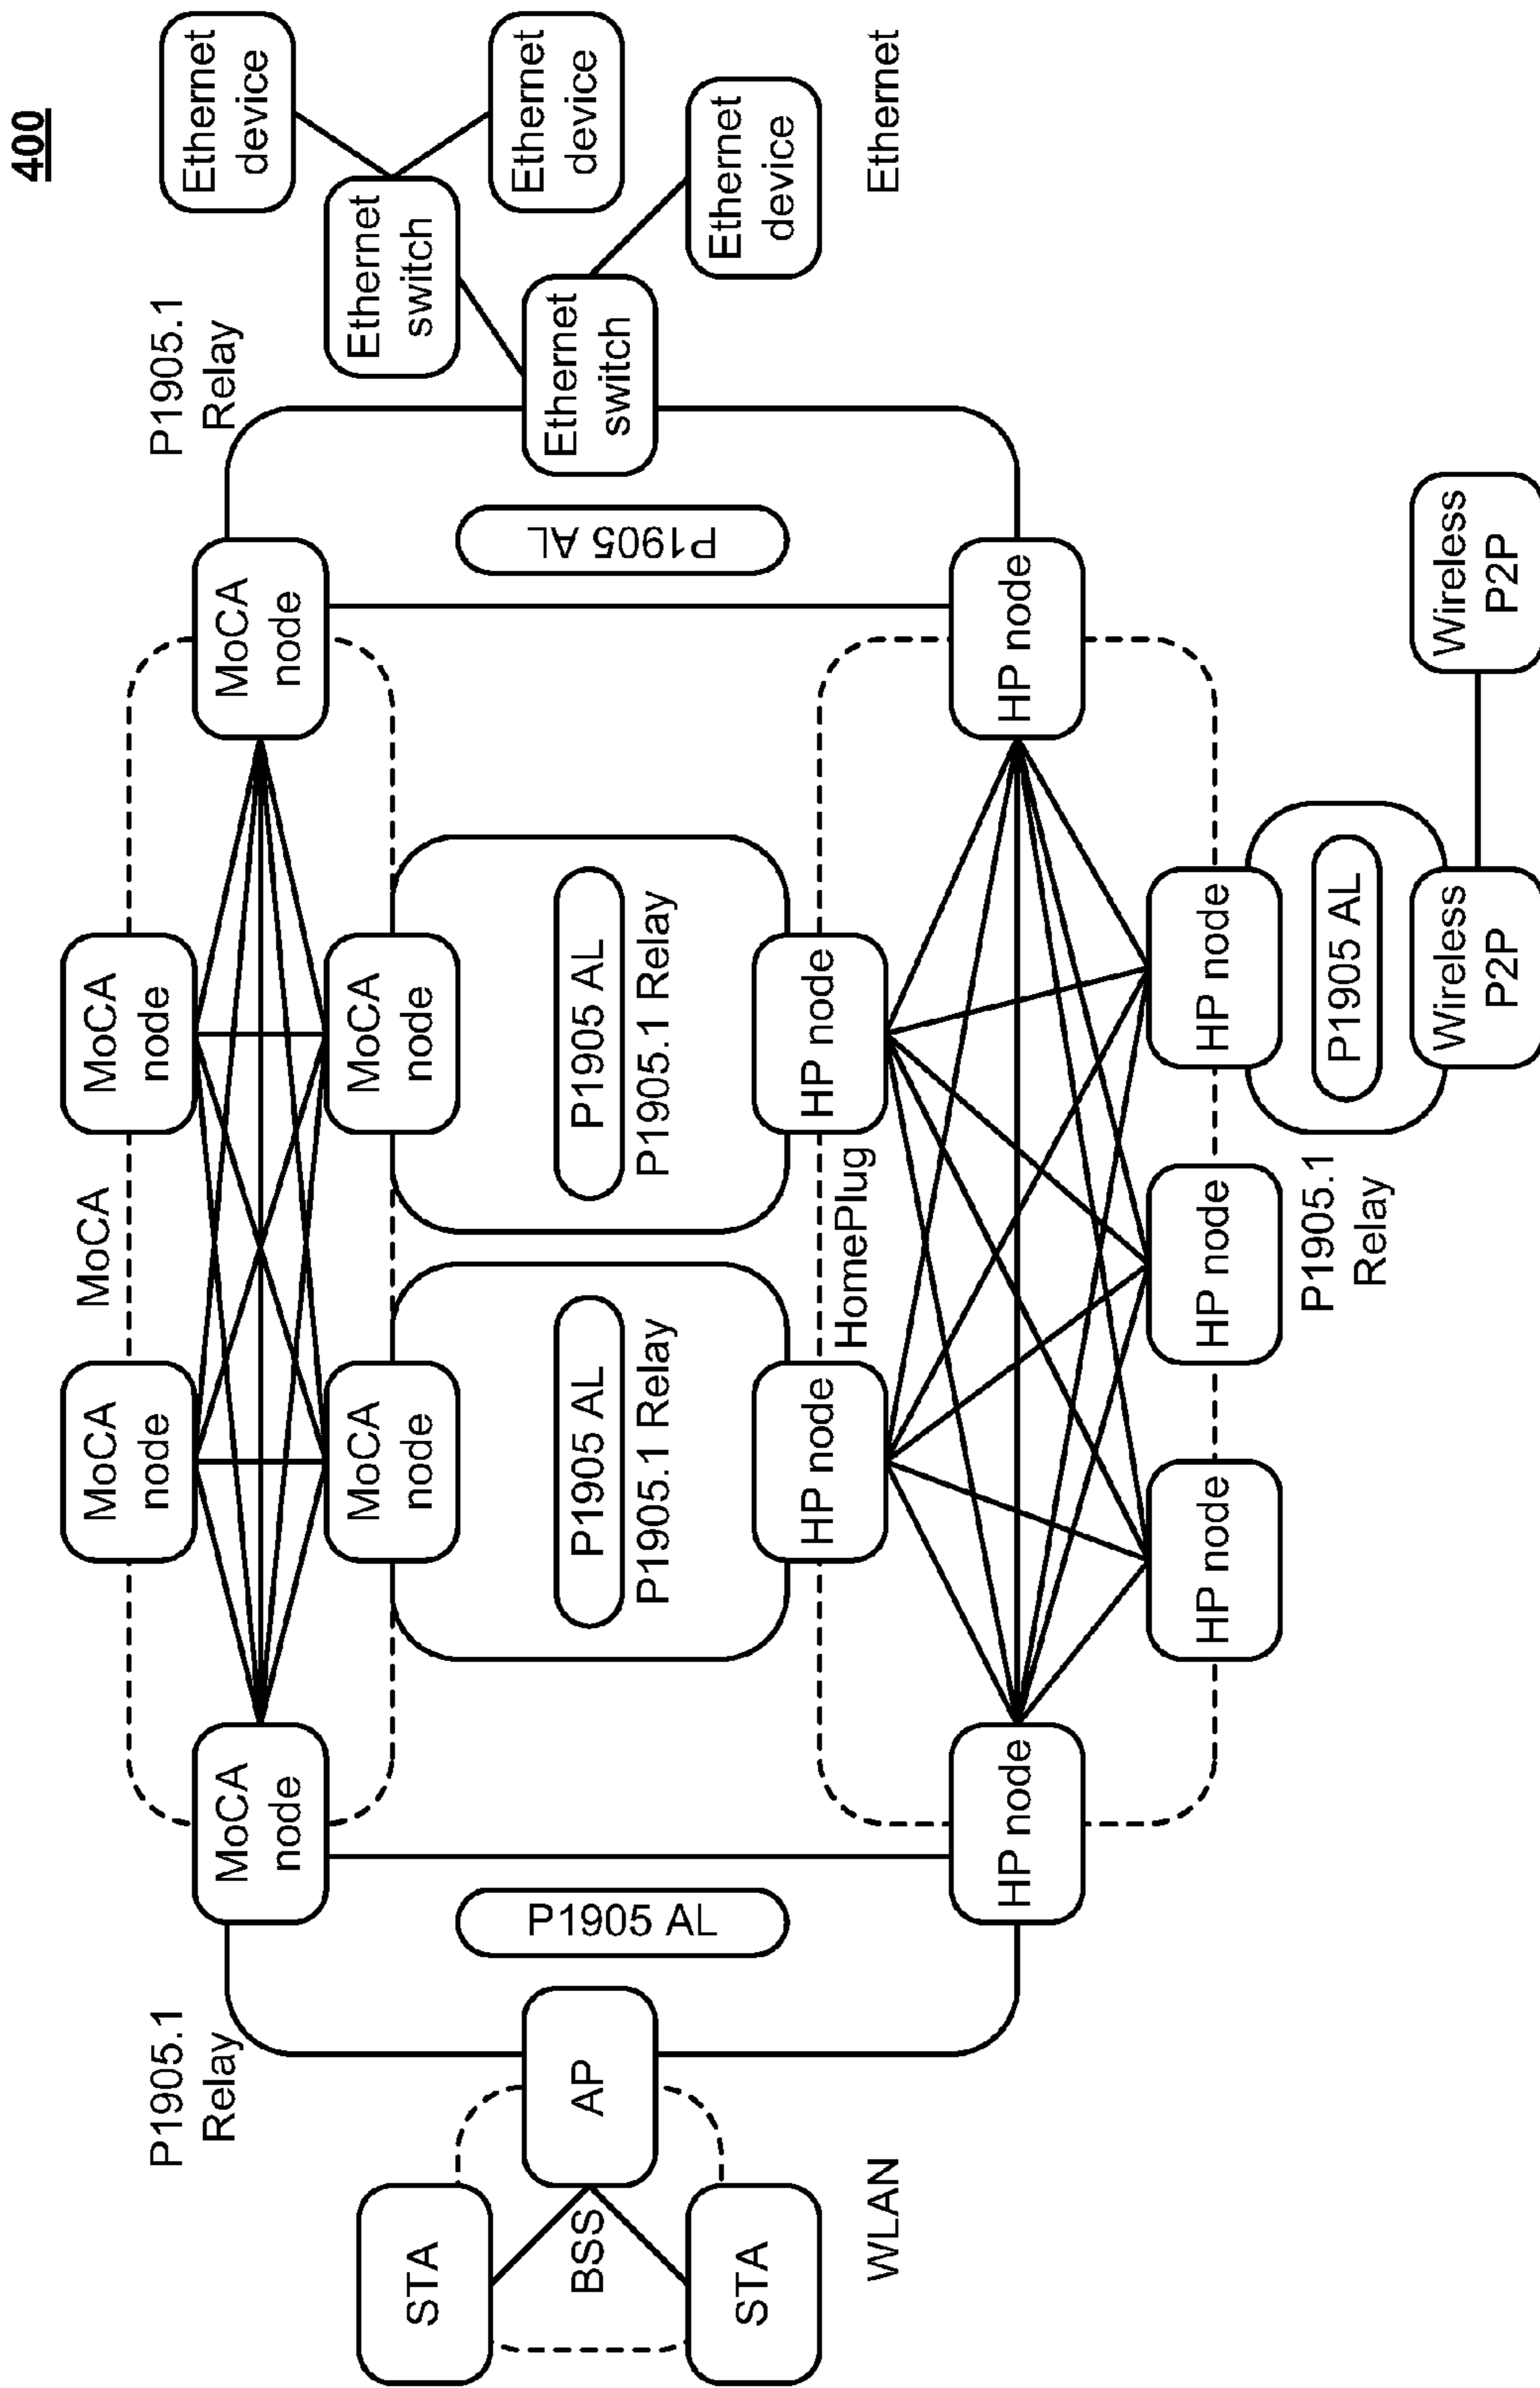 400
P1905.1
Relay
P1905.1
Relay
MoCA
MoCA
node
MoCA
node
MoCA
node
MoCA
node
MoCA
node
MoCA
node
STA
STA
BSS
AP
WLAN
P1905 AL
P1905 AL
P1905.1 Relay
P1905 AL
P1905.1 Relay
P1905 AL
Ethernet
switch
Ethernet
switch
Ethernet
device
Ethernet
device
Ethernet
device
Ethernet
HomePlug
HP node
HP node
HP node
HP node
HP node
HP node
HP node
P1905.1
Relay
P1905 AL
Wireless
P2P
Wireless
P2P